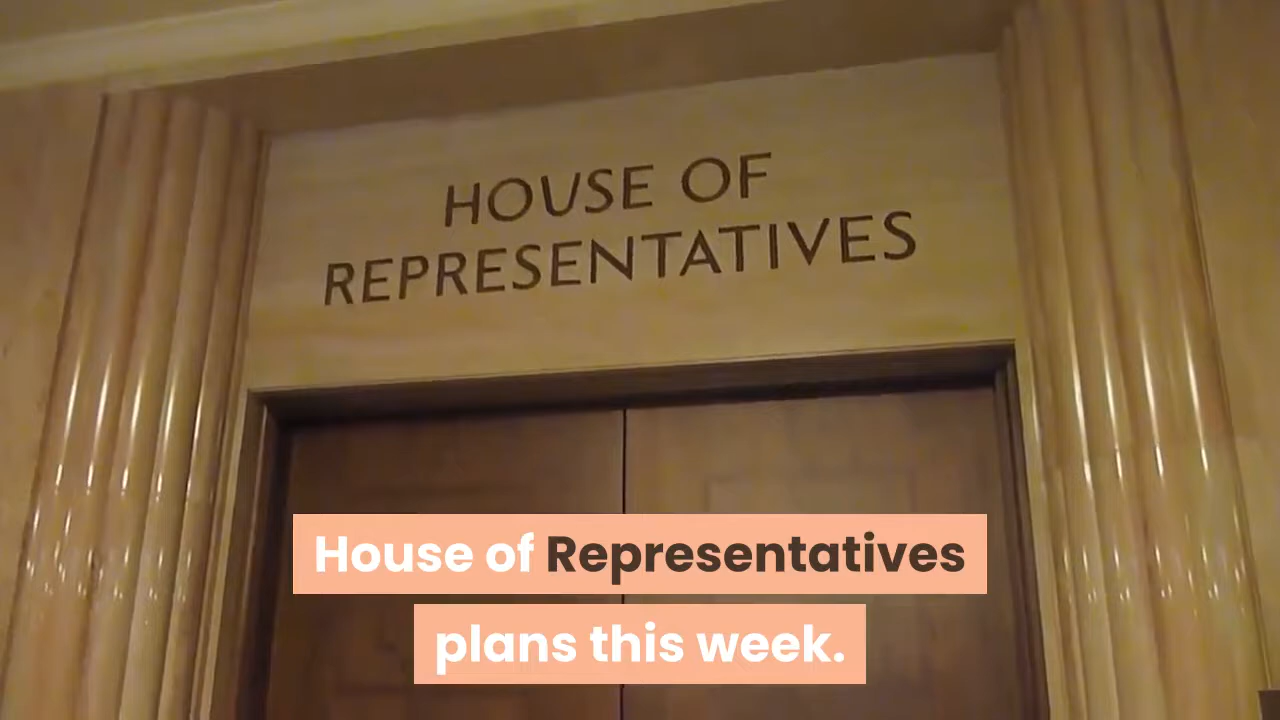 HOUSE OF
REPRESENTATIVES
House of Representatives
plans this week.